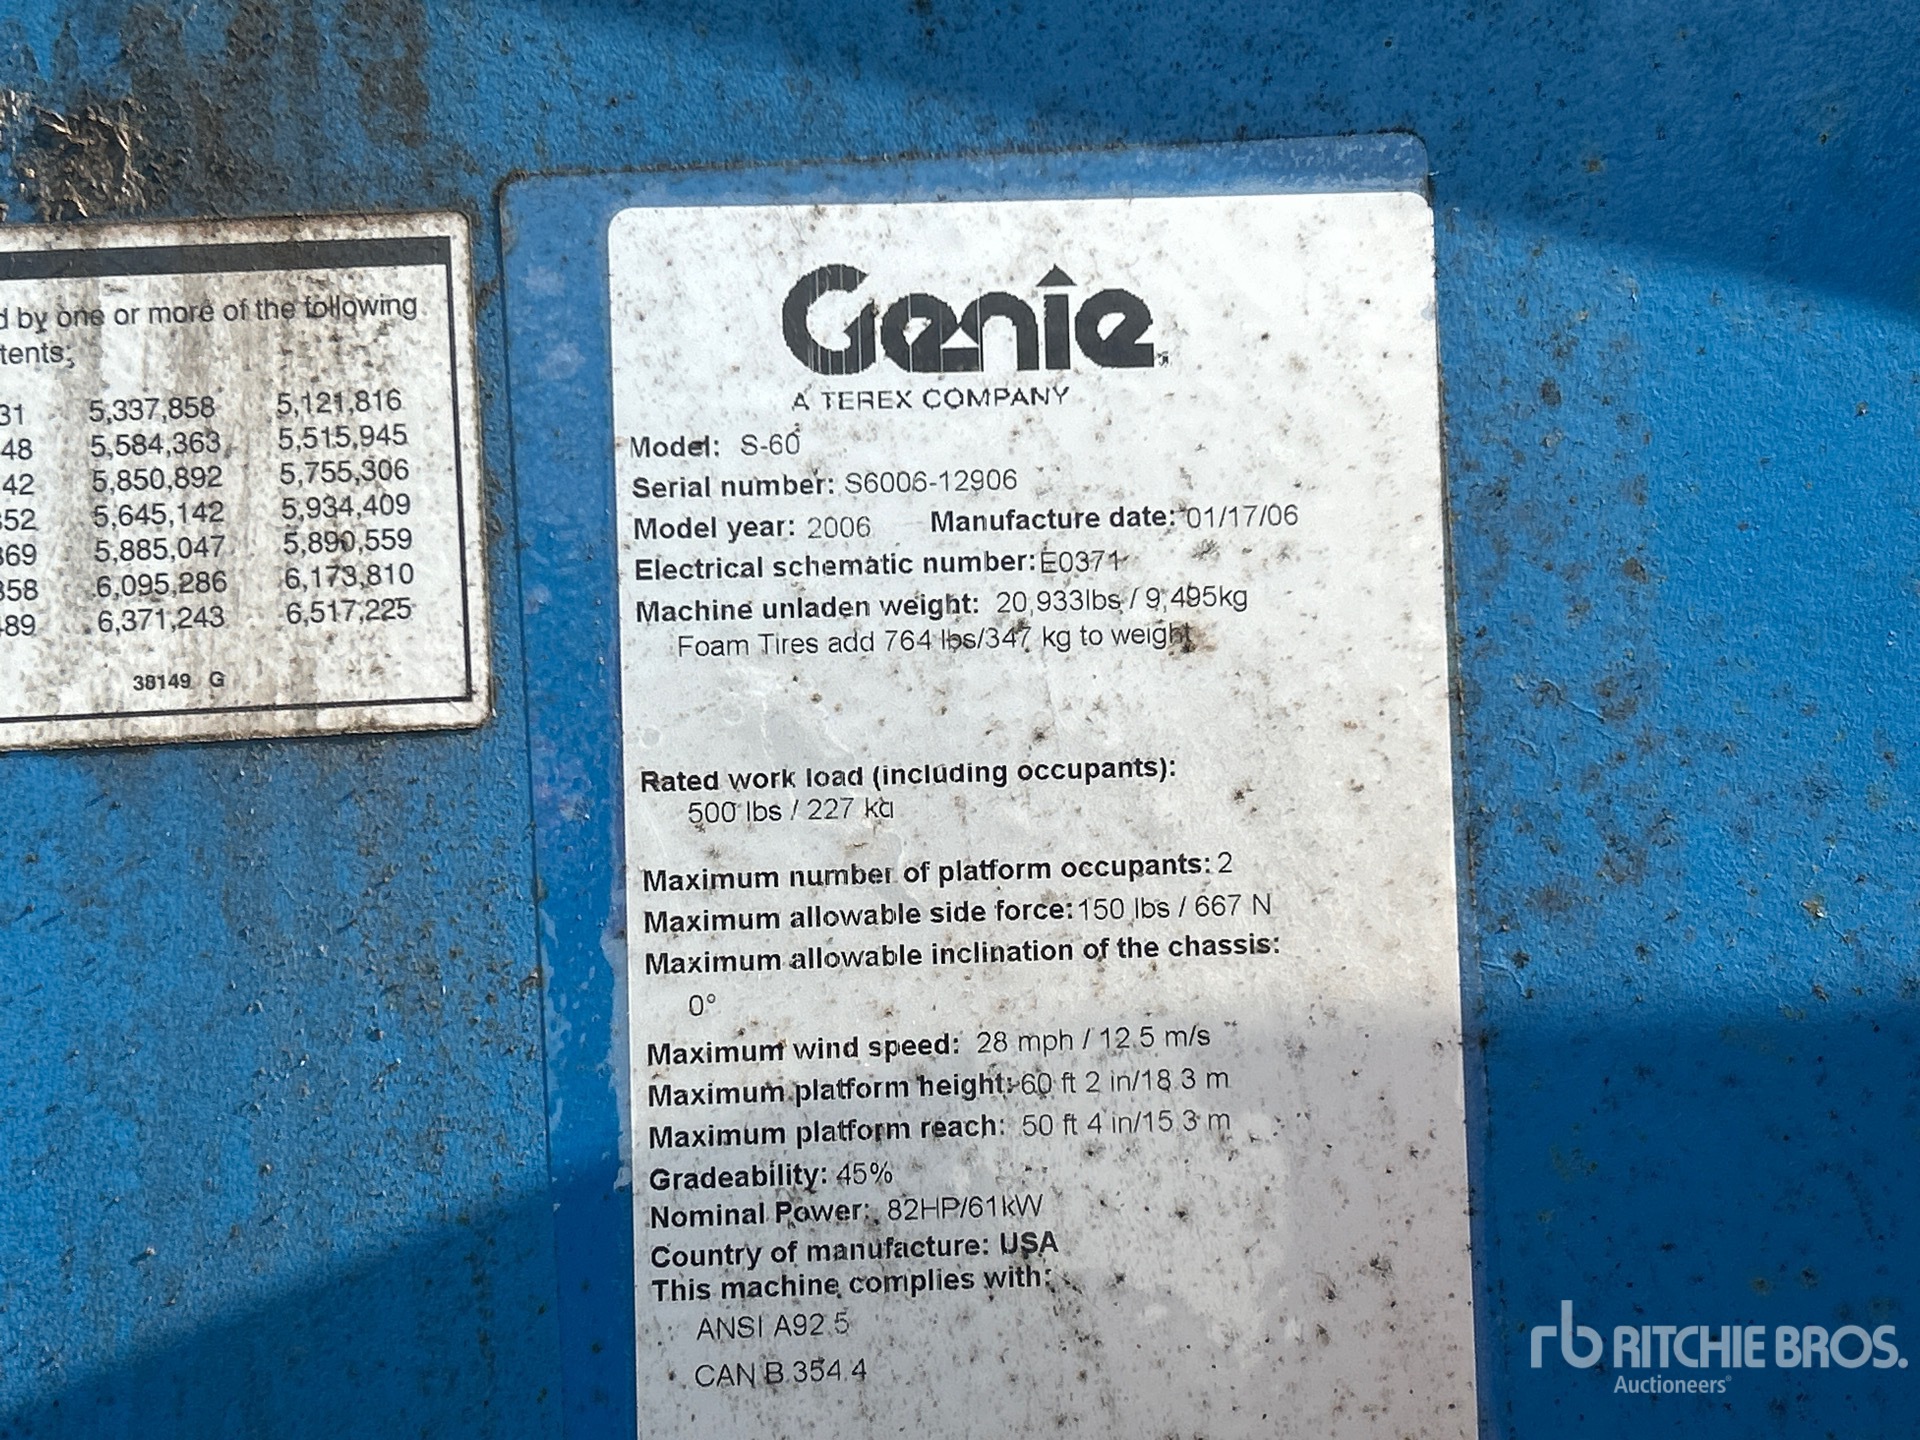 d by one or more of the following
tents:
31 5,337,858 5,121,816
48 5,584,363 5,515,945
42 5,850,892 5,755,306
352 5,645,142 5,934,409
369 5,885,047 5,890,559
358 6,095,286 6,173,810
489 6,371,243 6,517,225
38149 G
Genie
A TEREX COMPANY
Model: S-60
Serial number: S6006-12906
Model year: 2006 Manufacture date: 01/17/06
Electrical schematic number: E0371
Machine unladen weight: 20,933lbs / 9,495kg
Foam Tires add 764 lbs/347 kg to weight
Rated work load (including occupants):
500 lbs / 227 kg
Maximum number of platform occupants: 2
Maximum allowable side force: 150 lbs / 667 N
Maximum allowable inclination of the chassis:
0°
Maximum wind speed: 28 mph / 12.5 m/s
Maximum platform height: 60 ft 2 in/18.3 m
Maximum platform reach: 50 ft 4 in/15.3 m
Gradeability: 45%
Nominal Power: 82HP/61kW
Country of manufacture: USA
This machine complies with:
ANSI A92.5
CAN B.354.4
rb RITCHIE BROS.
Auctioneers